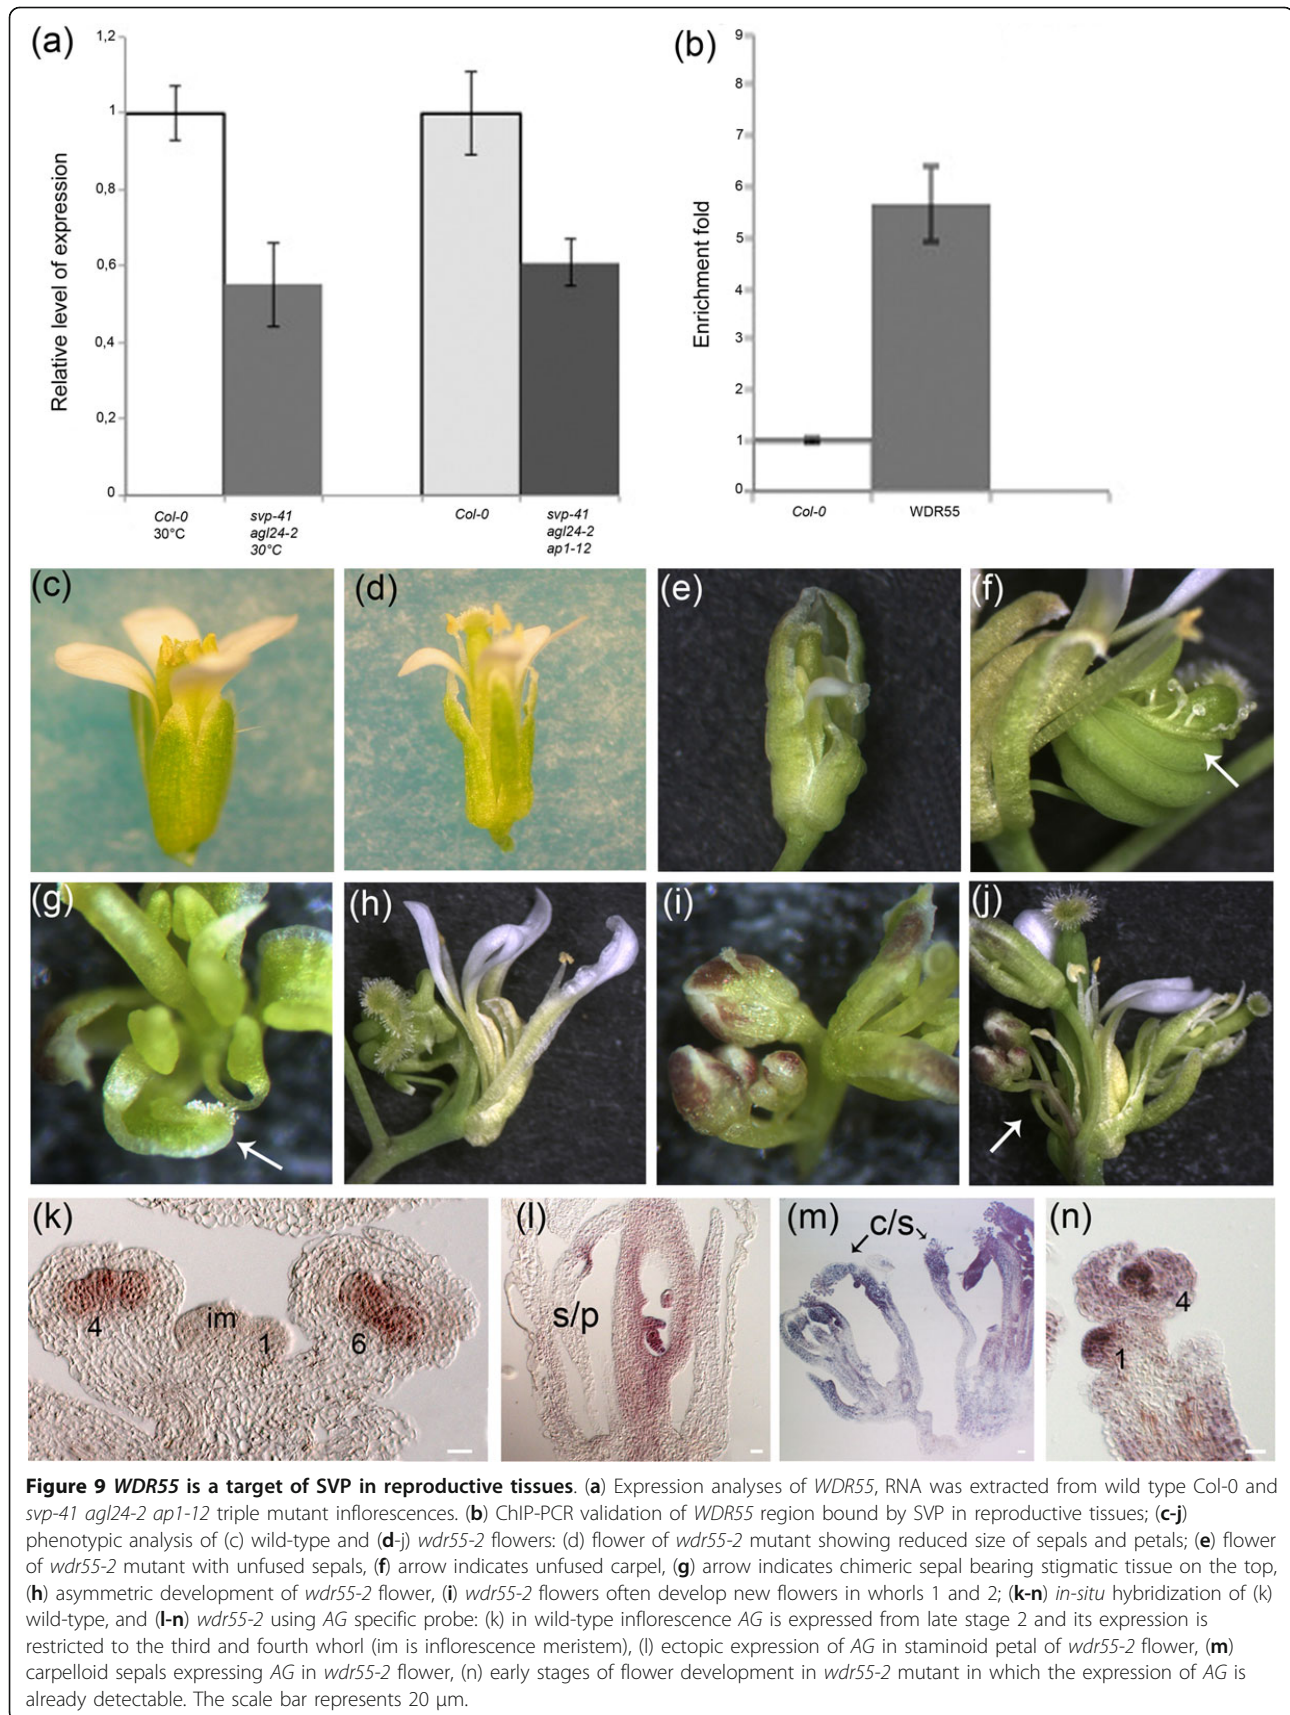 (a)
1,2
1
0,8
0,6
0,4
0,2
0
Relative level of expression
Col-0
30°C
svp-41
agl24-2
30°C
Col-0
svp-41
agl24-2
ap1-12
(b)
9
8
7
6
5
4
3
2
1
0
Enrichment fold
Col-0
WDR55
(c)
(d)
(e)
(f)
(g)
(h)
(i)
(j)
(k)
4
im
1
6
(l)
s/p
(m)
c/s
(n)
4
1
Figure 9 WDR55 is a target of SVP in reproductive tissues. (a) Expression analyses of WDR55, RNA was extracted from wild type Col-0 and
svp-41 agl24-2 ap1-12 triple mutant inflorescences. (b) ChIP-PCR validation of WDR55 region bound by SVP in reproductive tissues; (c-j)
phenotypic analysis of (c) wild-type and (d-j) wdr55-2 flowers: (d) flower of wdr55-2 mutant showing reduced size of sepals and petals; (e) flower
of wdr55-2 mutant with unfused sepals, (f) arrow indicates unfused carpel, (g) arrow indicates chimeric sepal bearing stigmatic tissue on the top,
(h) asymmetric development of wdr55-2 flower, (i) wdr55-2 flowers often develop new flowers in whorls 1 and 2; (k-n) in-situ hybridization of (k)
wild-type, and (l-n) wdr55-2 using AG specific probe: (k) in wild-type inflorescence AG is expressed from late stage 2 and its expression is
restricted to the third and fourth whorl (im is inflorescence meristem), (l) ectopic expression of AG in staminoid petal of wdr55-2 flower, (m)
carpelloid sepals expressing AG in wdr55-2 flower, (n) early stages of flower development in wdr55-2 mutant in which the expression of AG is
already detectable. The scale bar represents 20 μm.